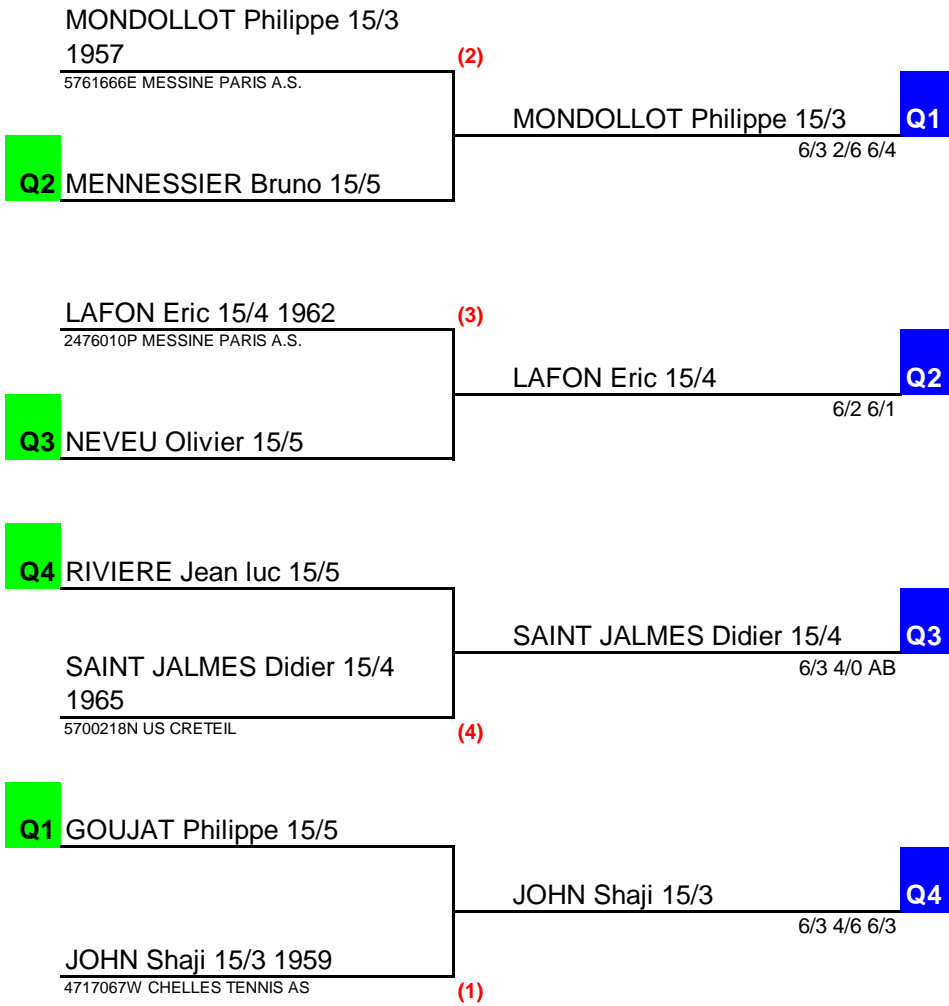 MONDOLLOT Philippe 15/3
1957
(2)
5761666E MESSINE PARIS A.S.
MONDOLLOT Philippe 15/3
Q1
6/3 2/6 6/4
Q2 MENNESSIER Bruno 15/5
LAFON Eric 15/4 1962
(3)
2476010P MESSINE PARIS A.S.
LAFON Eric 15/4
Q2
6/2 6/1
Q3 NEVEU Olivier 15/5
Q4 RIVIERE Jean luc 15/5
SAINT JALMES Didier 15/4
Q3
6/3 4/0 AB
SAINT JALMES Didier 15/4
1965
5700218N US CRETEIL
(4)
Q1 GOUJAT Philippe 15/5
JOHN Shaji 15/3
Q4
6/3 4/6 6/3
JOHN Shaji 15/3 1959
4717067W CHELLES TENNIS AS
(1)